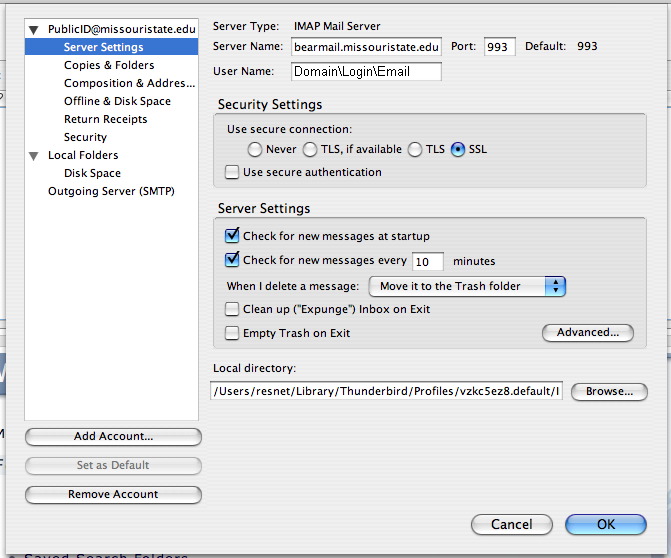 PublicID@missouristate.edu
Server Settings
Copies & Folders
Composition & Addres...
Offline & Disk Space
Return Receipts
Security
Local Folders
Disk Space
Outgoing Server (SMTP)
Add Account...
Set as Default
Remove Account
Server Type: IMAP Mail Server
Server Name: bearmail.missouristate.edu Port: 993 Default: 993
User Name: Domain\Login\Email
Security Settings
Use secure connection:
Never TLS, if available TLS SSL
Use secure authentication
Server Settings
Check for new messages at startup
Check for new messages every 10 minutes
When I delete a message: Move it to the Trash folder
Clean up ("Expunge") Inbox on Exit
Empty Trash on Exit Advanced...
Local directory:
/Users/resnet/Library/Thunderbird/Profiles/vzkc5ez8.default/I Browse...
Cancel OK
Saved Search Folders